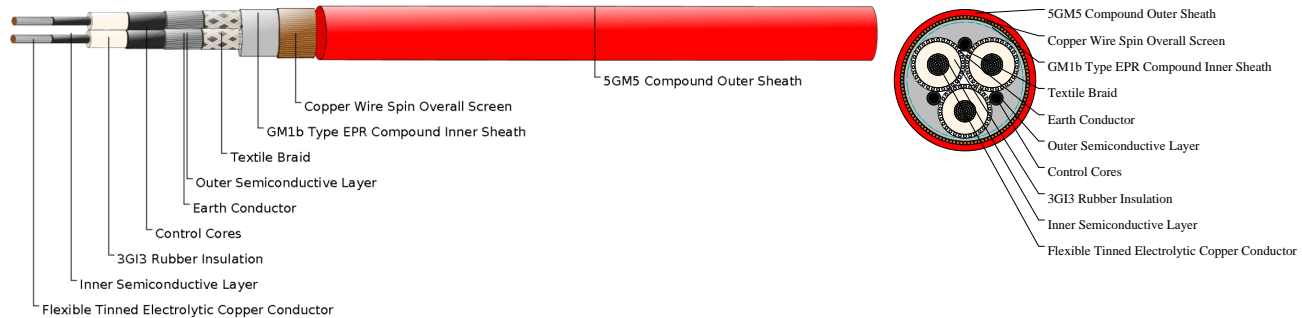 5GM5 Compound Outer Sheath
Copper Wire Spin Overall Screen
GM1b Type EPR Compound Inner Sheath
Textile Braid
Outer Semiconductive Layer
Earth Conductor
Control Cores
3GI3 Rubber Insulation
Inner Semiconductive Layer
Flexible Tinned Electrolytic Copper Conductor
5GM5 Compound Outer Sheath
Copper Wire Spin Overall Screen
GM1b Type EPR Compound Inner Sheath
Textile Braid
Earth Conductor
Outer Semiconductive Layer
Control Cores
3GI3 Rubber Insulation
Inner Semiconductive Layer
Flexible Tinned Electrolytic Copper Conductor